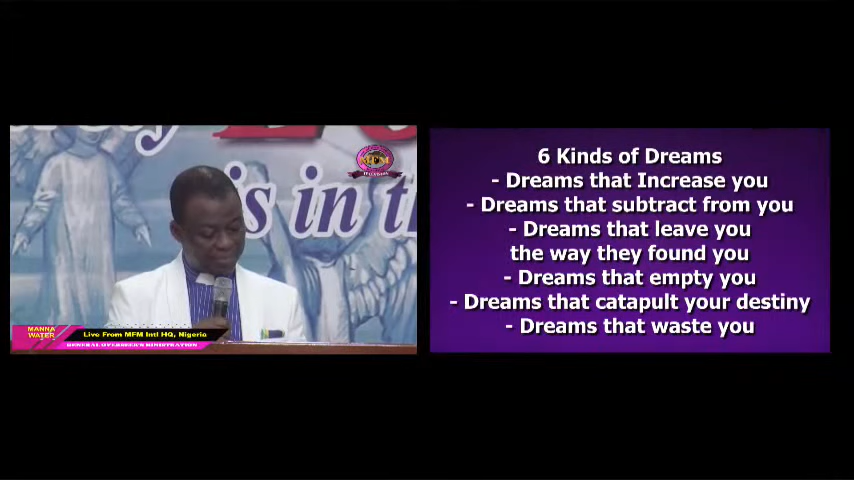 is in t
MFM
TELEVISION
MANNA
WATER
Live From MFM Intl HQ, Nigeria
GENERAL OVERSEER'S MINISTRATION
6 Kinds of Dreams
- Dreams that Increase you
- Dreams that subtract from you
- Dreams that leave you
the way they found you
- Dreams that empty you
- Dreams that catapult your destiny
- Dreams that waste you